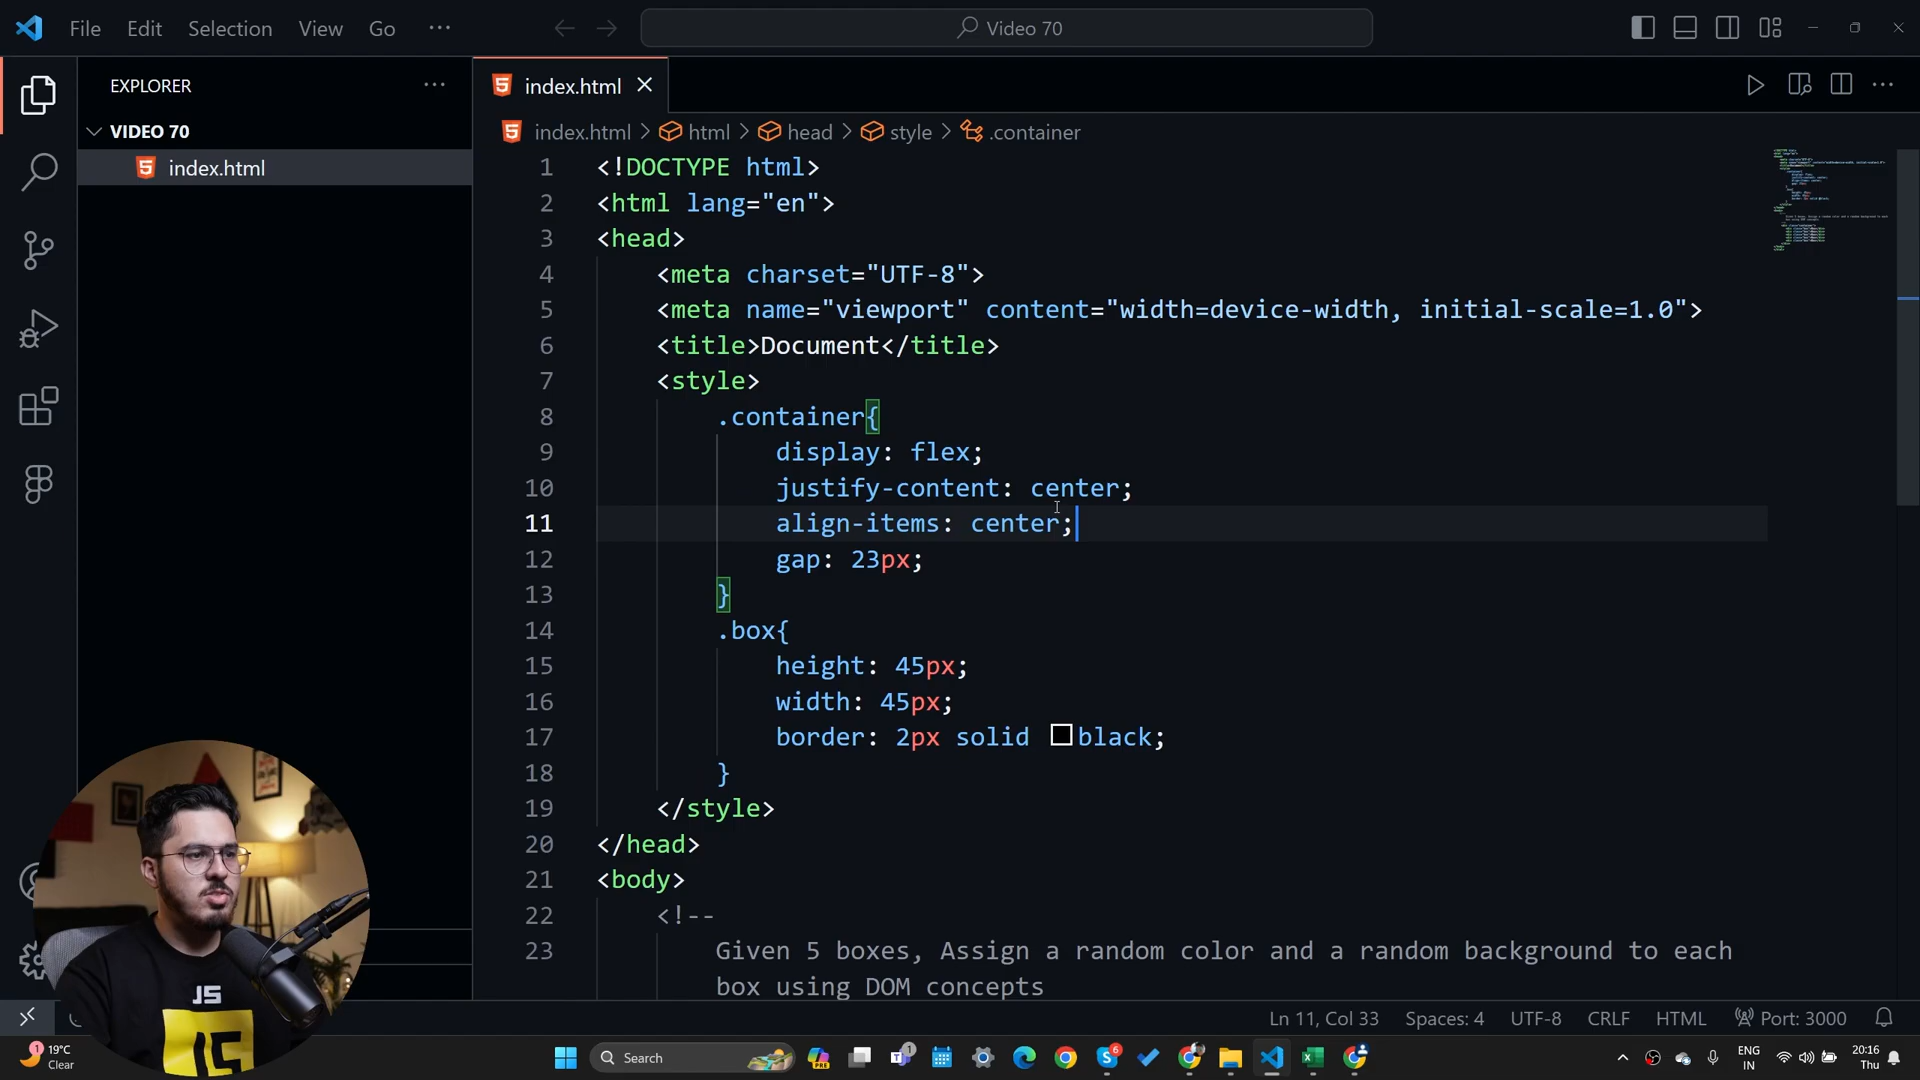 File Edit Selection View Go ··· Video 70
EXPLORER ···
VIDEO 70
index.html
index.html
index.html > html > head > style > .container
1 <!DOCTYPE html>
2 <html lang="en">
3 <head>
4 <meta charset="UTF-8">
5 <meta name="viewport" content="width=device-width, initial-scale=1.0">
6 <title>Document</title>
7 <style>
8 .container{
9 display: flex;
10 justify-content: center;
11 align-items: center;
12 gap: 23px;
13 }
14 .box{
15 height: 45px;
16 width: 45px;
17 border: 2px solid black;
18 }
19 </style>
20 </head>
21 <body>
22 <!--
23 Given 5 boxes, Assign a random color and a random background to each
box using DOM concepts
JS
Ln 11, Col 33 Spaces: 4 UTF-8 CRLF HTML Port: 3000
1
19°C
Clear
Search
PRE
1
6
ENG
IN
20:16
Thu